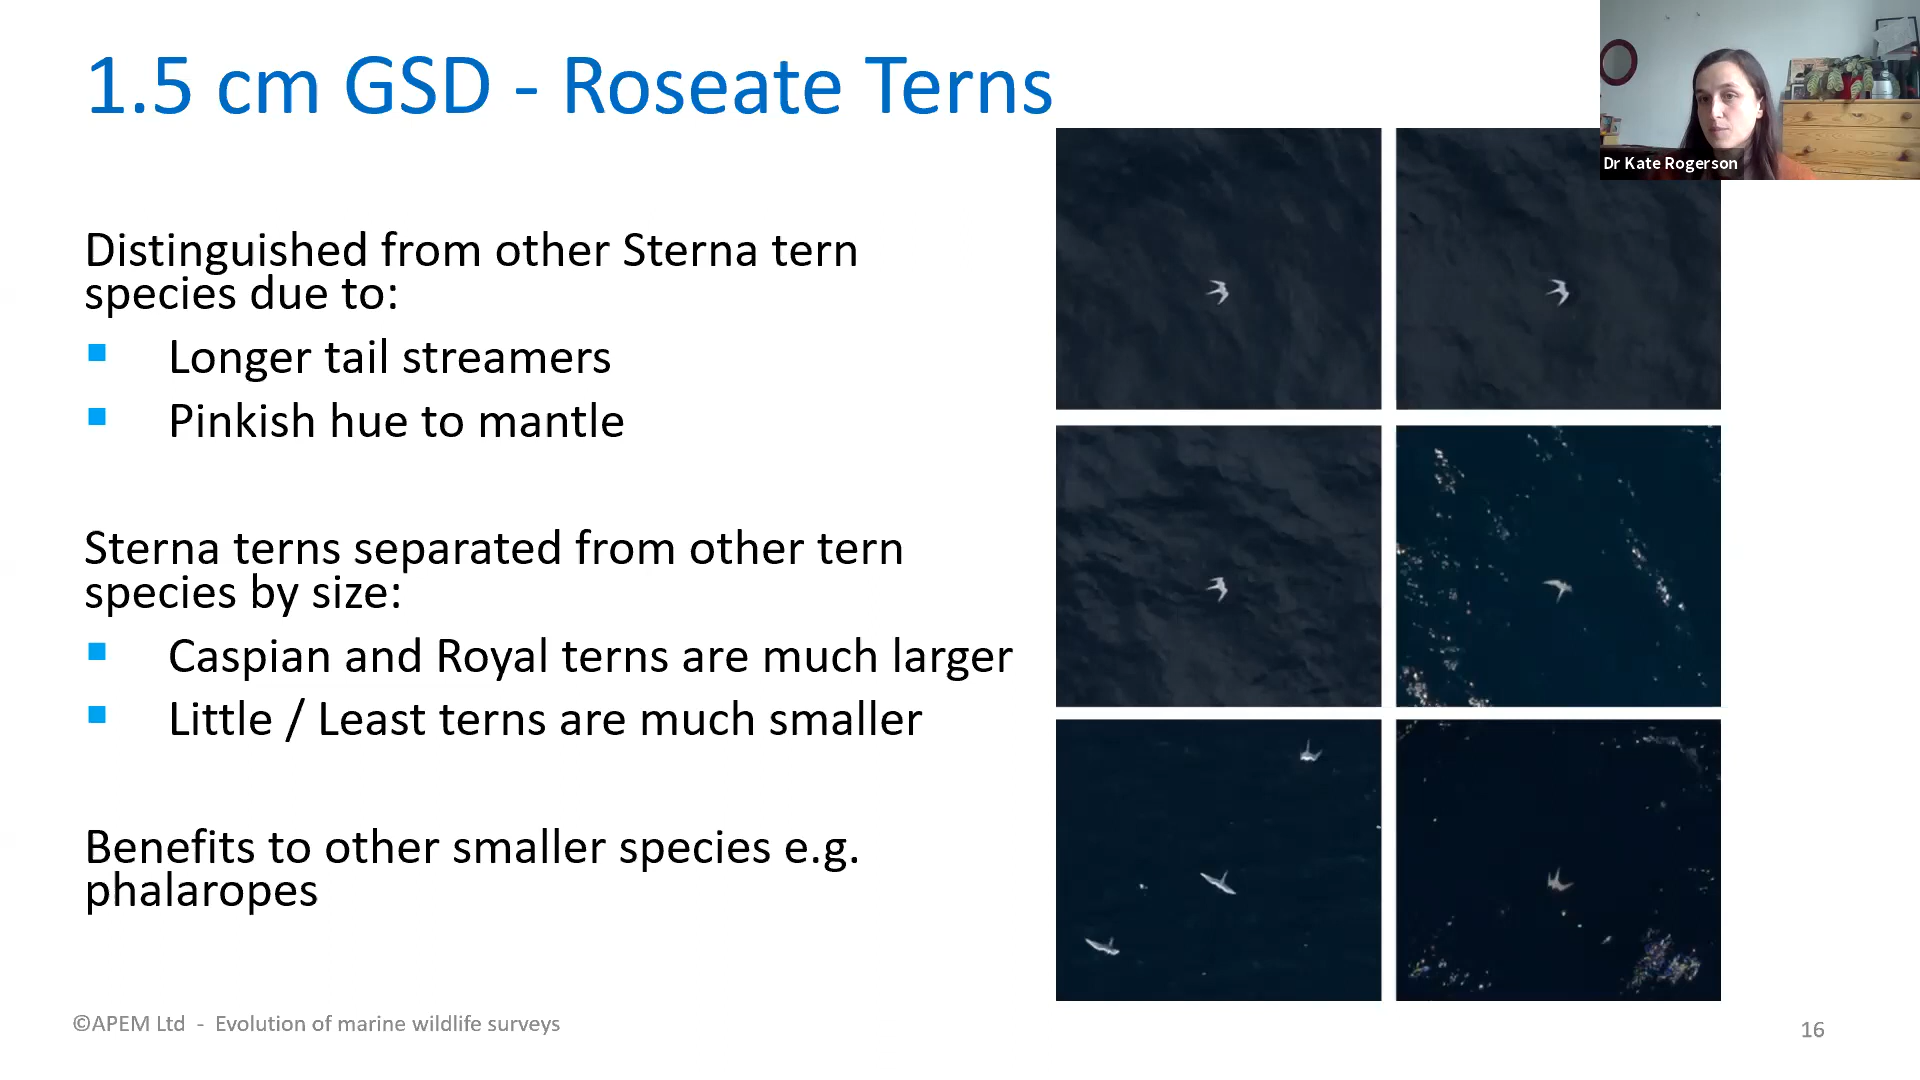 1.5 cm GSD - Roseate Terns
Dr Kate Rogerson
Distinguished from other Sterna tern
species due to:
Longer tail streamers
Pinkish hue to mantle
Sterna terns separated from other tern
species by size:
Caspian and Royal terns are much larger
Little / Least terns are much smaller
Benefits to other smaller species e.g.
phalaropes
©APEM Ltd - Evolution of marine wildlife surveys
16